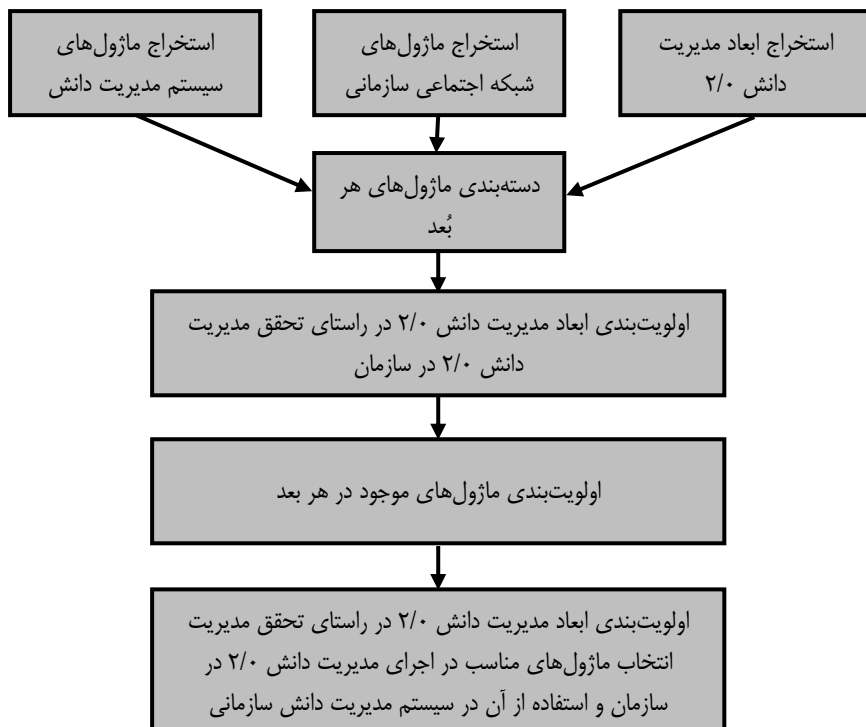 استخراج ابعاد مدیریت
دانش ۲/۰
استخراج ماژول‌های
شبکه اجتماعی سازمانی
استخراج ماژول‌های
سیستم مدیریت دانش
دسته‌بندی ماژول‌های هر
بُعد
اولویت‌بندی ابعاد مدیریت دانش ۲/۰ در راستای تحقق مدیریت
دانش ۲/۰ در سازمان
اولویت‌بندی ماژول‌های موجود در هر بعد
اولویت‌بندی ابعاد مدیریت دانش ۲/۰ در راستای تحقق مدیریت
انتخاب ماژول‌های مناسب در اجرای مدیریت دانش ۲/۰ در
سازمان و استفاده از آن در سیستم مدیریت دانش سازمانی